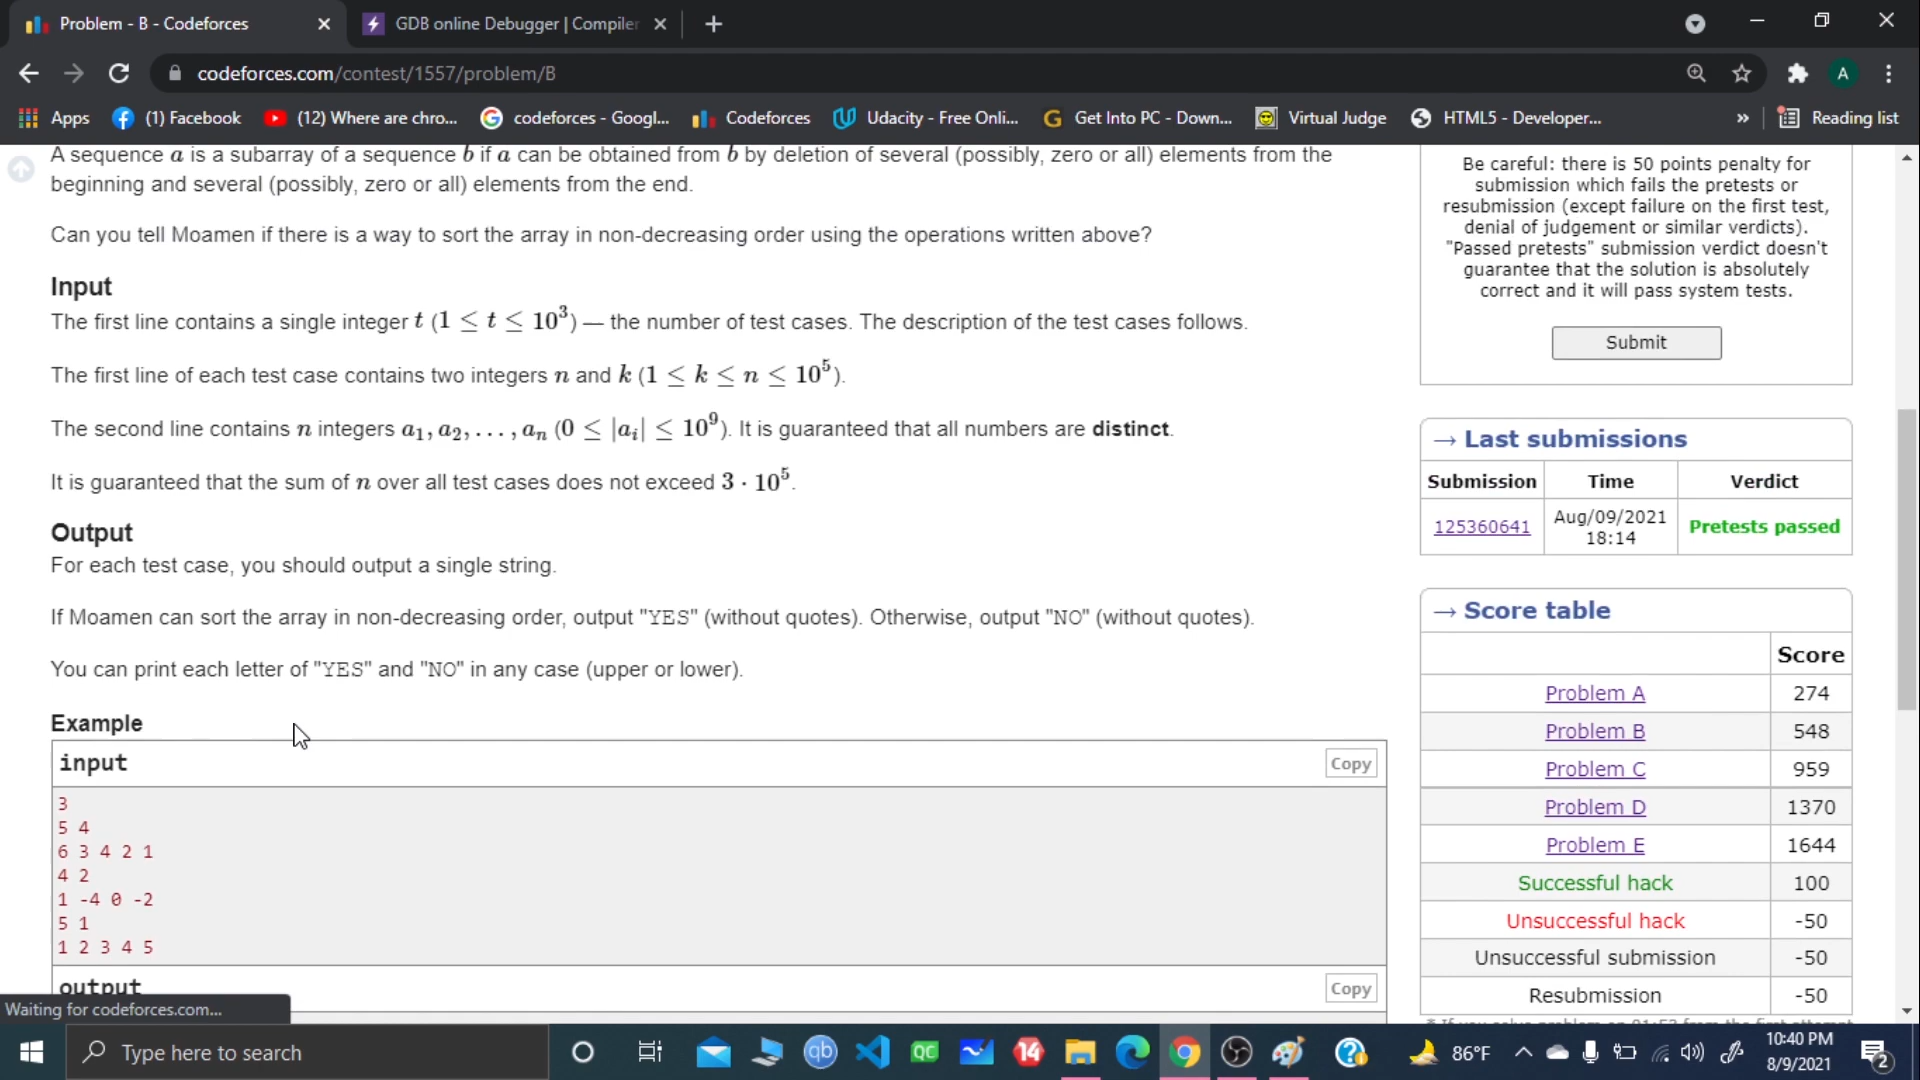 Problem - B - Codeforces
GDB online Debugger | Compiler
codeforces.com/contest/1557/problem/B
A
Apps
(1) Facebook
(12) Where are chro...
codeforces - Googl...
Codeforces
Udacity - Free Onli...
Get Into PC - Down...
Virtual Judge
HTML5 - Developer...
»
Reading list
A sequence a is a subarray of a sequence b if a can be obtained from b by deletion of several (possibly, zero or all) elements from the
beginning and several (possibly, zero or all) elements from the end.
Can you tell Moamen if there is a way to sort the array in non-decreasing order using the operations written above?
Input
The first line contains a single integer t (1 ≤ t ≤ 10³) — the number of test cases. The description of the test cases follows.
The first line of each test case contains two integers n and k (1 ≤ k ≤ n ≤ 10⁵).
The second line contains n integers a₁, a₂, ..., aₙ (0 ≤ |aᵢ| ≤ 10⁹). It is guaranteed that all numbers are distinct.
It is guaranteed that the sum of n over all test cases does not exceed 3 · 10⁵.
Output
For each test case, you should output a single string.
If Moamen can sort the array in non-decreasing order, output "YES" (without quotes). Otherwise, output "NO" (without quotes).
You can print each letter of "YES" and "NO" in any case (upper or lower).
Example
input
Copy
3
5 4
6 3 4 2 1
4 2
1 -4 0 -2
5 1
1 2 3 4 5
output
Copy
Be careful: there is 50 points penalty for
submission which fails the pretests or
resubmission (except failure on the first test,
denial of judgement or similar verdicts).
"Passed pretests" submission verdict doesn't
guarantee that the solution is absolutely
correct and it will pass system tests.
Submit
→ Last submissions
Submission Time Verdict
125360641 Aug/09/2021 18:14 Pretests passed
→ Score table
Score
Problem A 274
Problem B 548
Problem C 959
Problem D 1370
Problem E 1644
Successful hack 100
Unsuccessful hack -50
Unsuccessful submission -50
Resubmission -50
Waiting for codeforces.com...
Type here to search
qb
QC
14
86°F
10:40 PM
8/9/2021
2